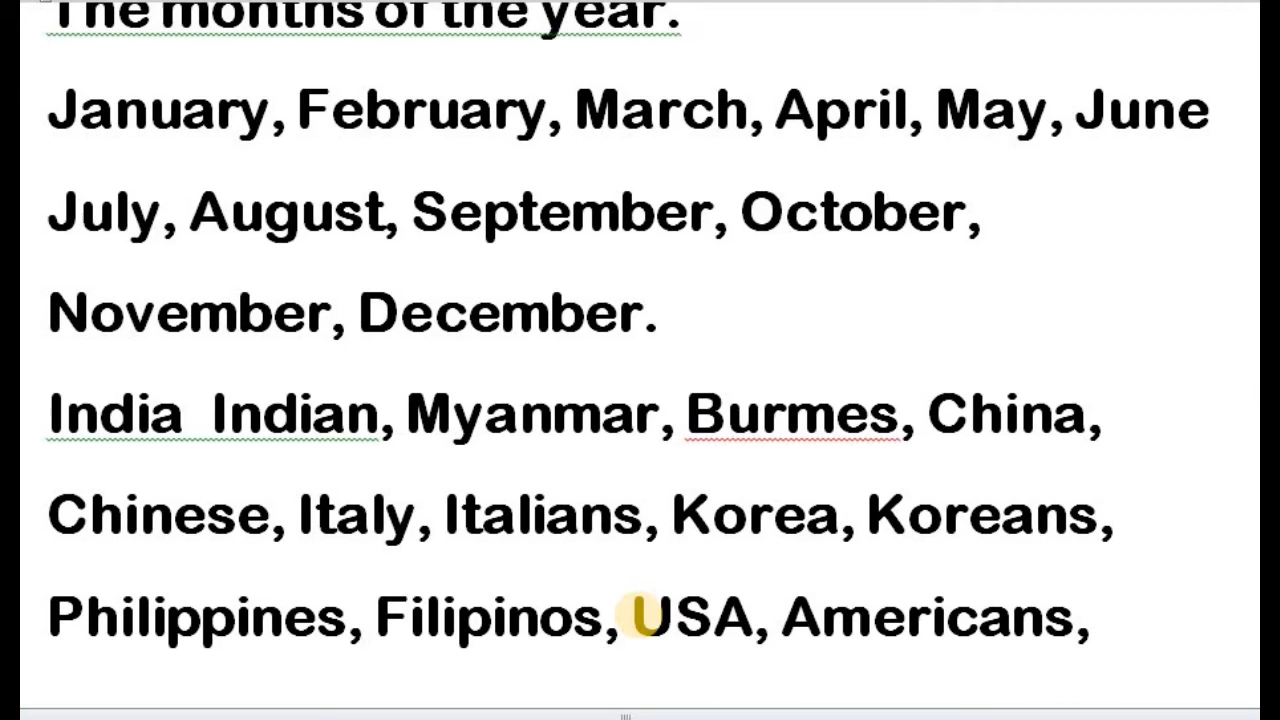 The months of the year.
January, February, March, April, May, June
July, August, September, October,
November, December.
India  Indian, Myanmar, Burmes, China,
Chinese, Italy, Italians, Korea, Koreans,
Philippines, Filipinos, USA, Americans,